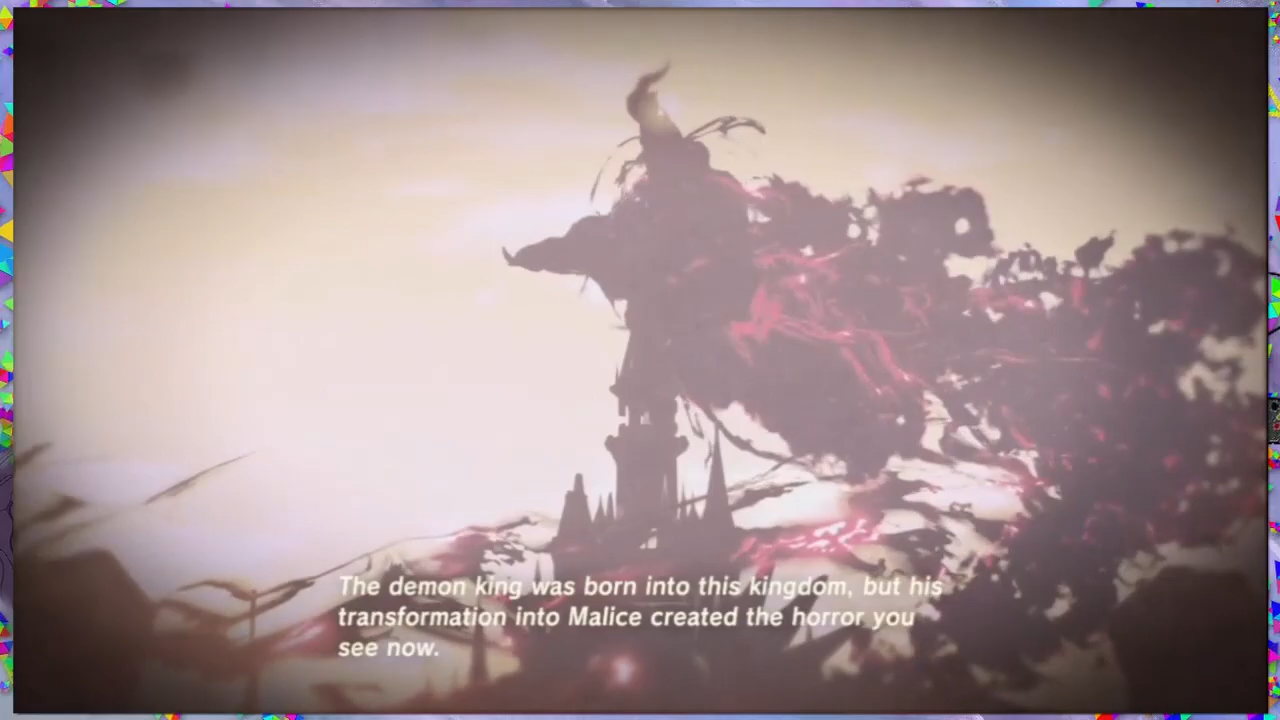 The demon king was born into this kingdom, but his
transformation into Malice created the horror you
see now.